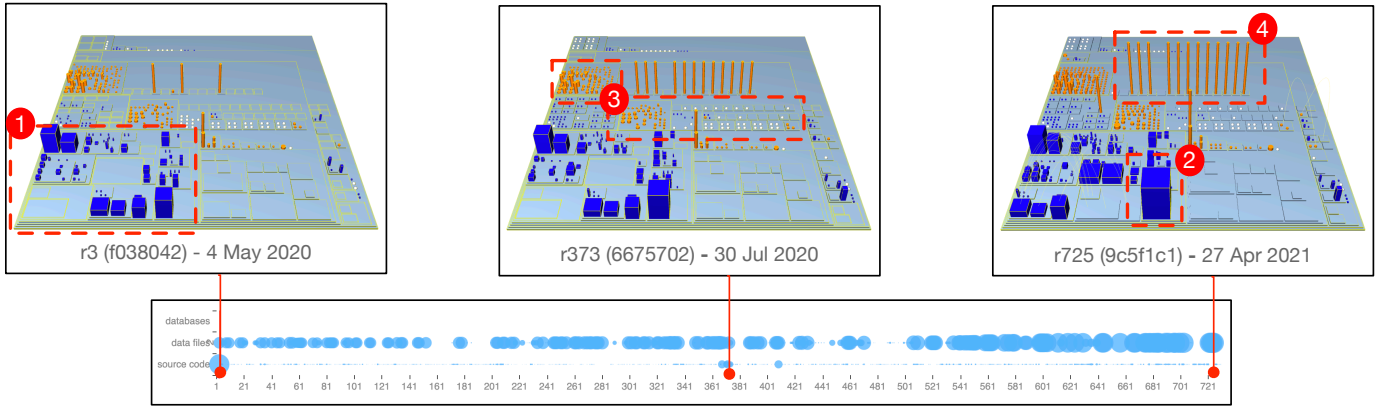 1
3
4
2
r3 (f038042) - 4 May 2020
r373 (6675702) - 30 Jul 2020
r725 (9c5f1c1) - 27 Apr 2021
databases
data files
source code
1 21 41 61 81 101 121 141 161 181 201 221 241 261 281 301 321 341 361 381 401 421 441 461 481 501 521 541 561 581 601 621 641 661 681 701 721